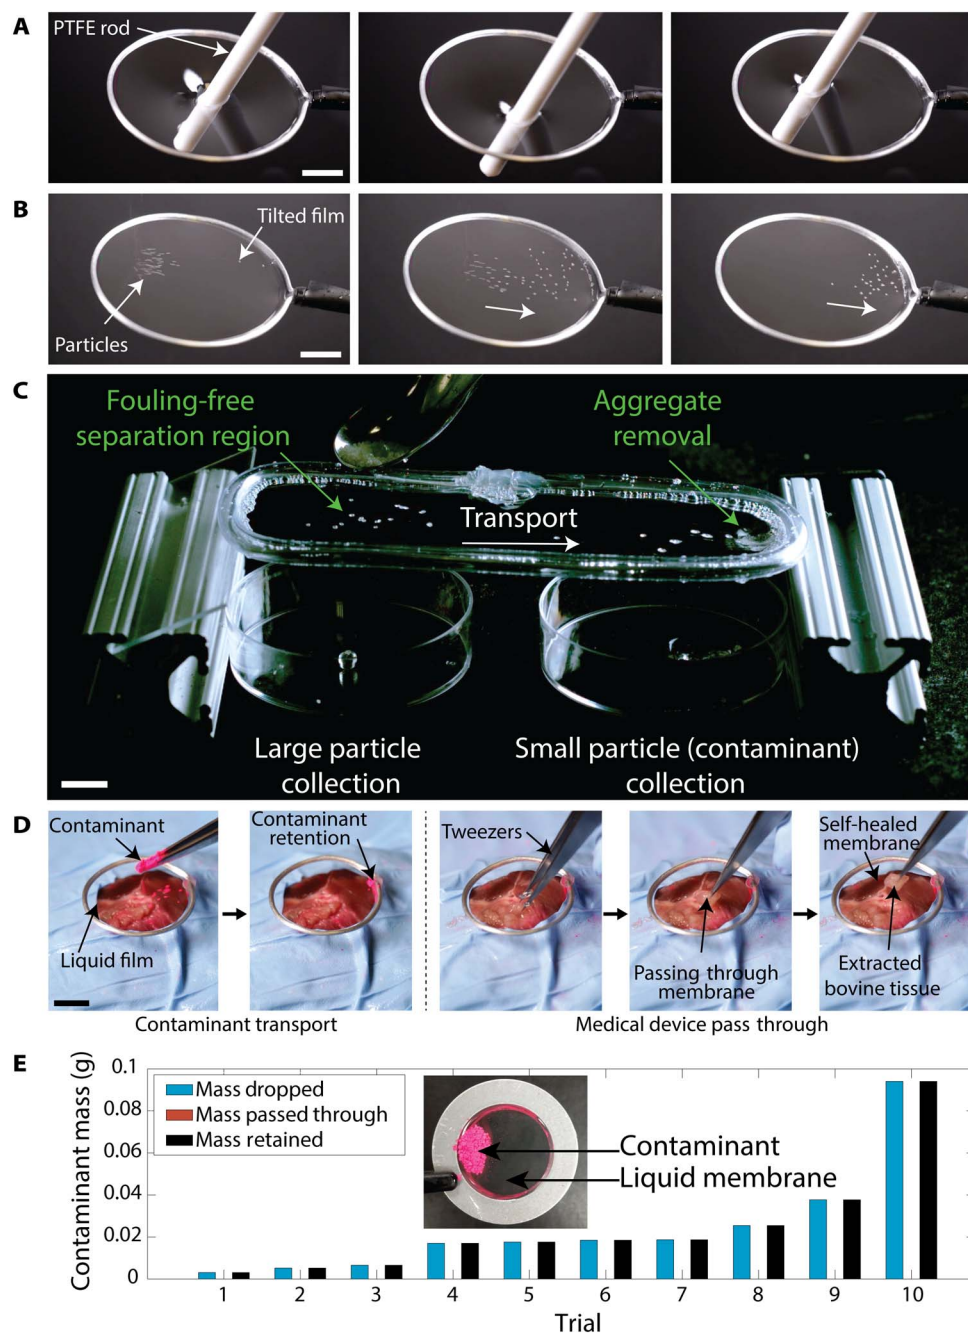 A
PTFE rod
B
Tilted film
Particles
C
Fouling-free
separation region
Aggregate
removal
Transport
Large particle
collection
Small particle (contaminant)
collection
D
Contaminant
Liquid film
Contaminant
retention
Contaminant transport
Tweezers
Passing through
membrane
Self-healed
membrane
Extracted
bovine tissue
Medical device pass through
E
Contaminant mass (g)
0.1
0.08
0.06
0.04
0.02
0
Mass dropped
Mass passed through
Mass retained
Contaminant
Liquid membrane
1 2 3 4 5 6 7 8 9 10
Trial